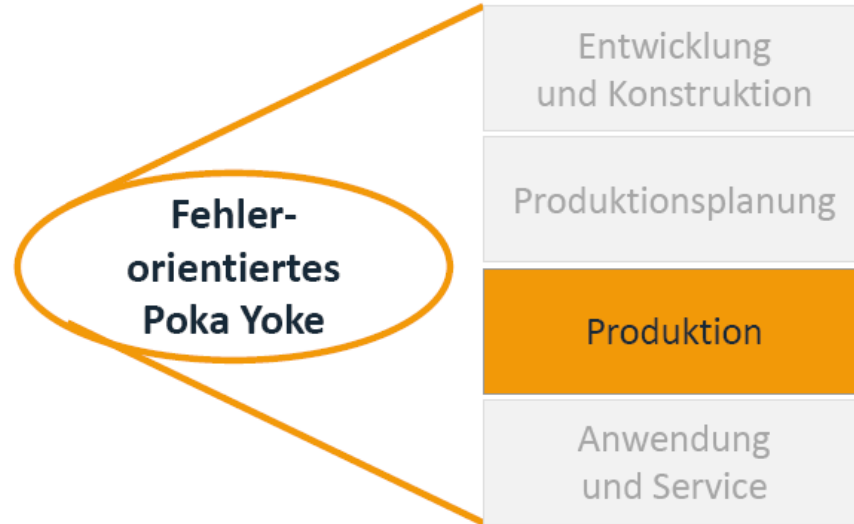 Fehler-
orientiertes
Poka Yoke
Entwicklung
und Konstruktion
Produktionsplanung
Produktion
Anwendung
und Service